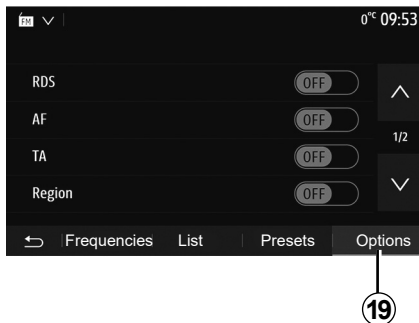 FM 0°C 09:53
RDS OFF
AF OFF
1/2
TA OFF
Region OFF
Frequencies List Presets Options
19